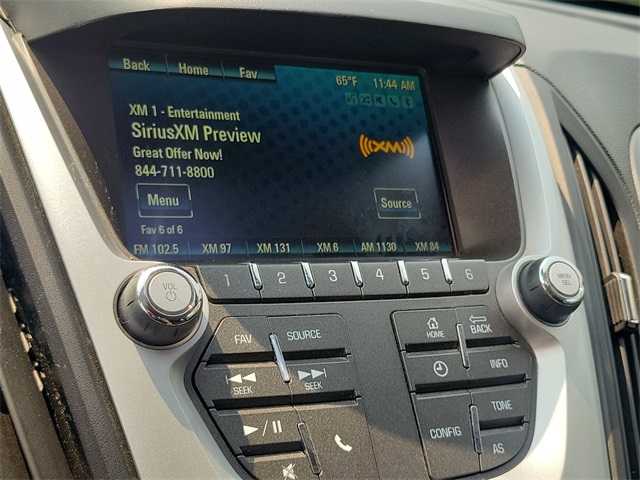 Back Home Fav
65°F 11:44 AM
XM 1 - Entertainment
SiriusXM Preview
Great Offer Now!
844-711-8800
((XM))
Menu
Source
Fav 6 of 6
FM 102.5 XM 97 XM 131 XM 6 AM 1130 XM 84
1 2 3 4 5 6
VOL
MENU
SEL
FAV SOURCE
HOME BACK
SEEK SEEK
INFO
TONE
CONFIG
AS